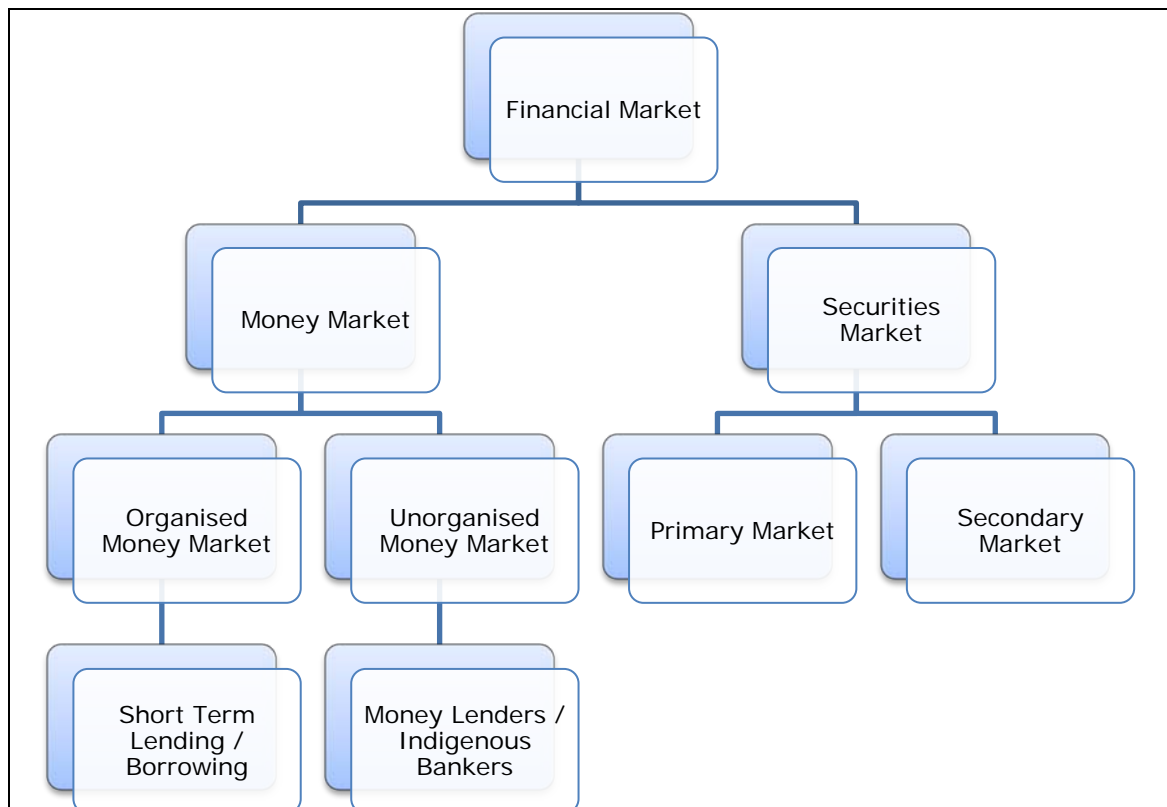 Financial Market
Money Market
Securities
Market
Organised
Money Market
Unorganised
Money Market
Primary Market
Secondary
Market
Short Term
Lending /
Borrowing
Money Lenders /
Indigenous
Bankers